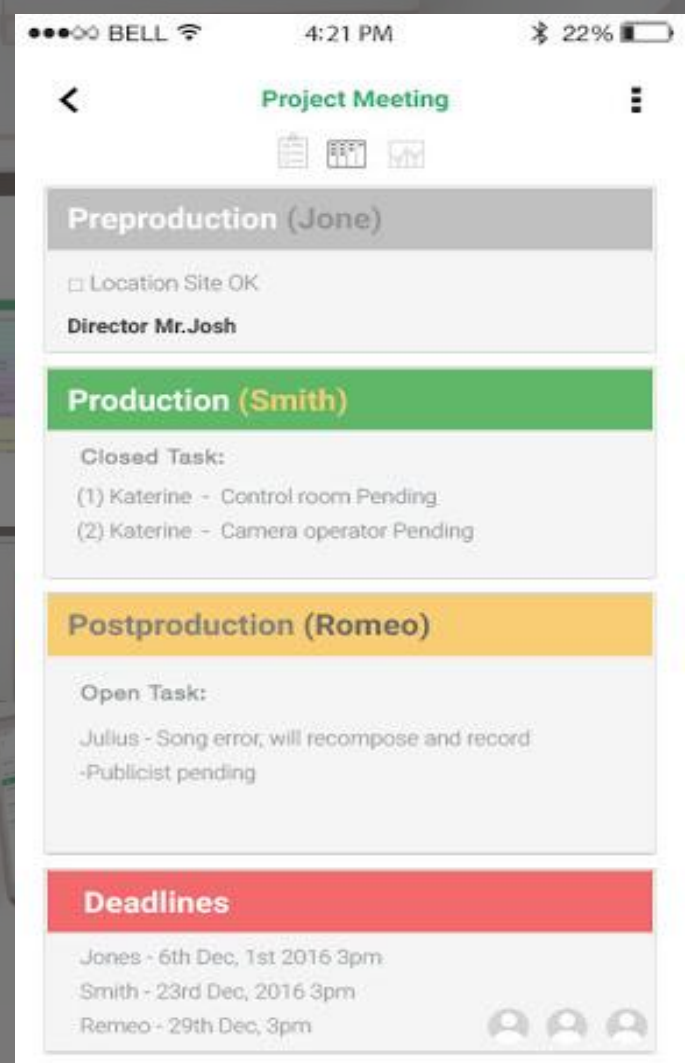 BELL 4:21 PM 22%
Project Meeting
Preproduction (Jone)
□ Location Site OK
Director Mr.Josh
Production (Smith)
Closed Task:
(1) Katerine - Control room Pending
(2) Katerine - Camera operator Pending
Postproduction (Romeo)
Open Task:
Julius - Song error, will recompose and record
-Publicist pending
Deadlines
Jones - 6th Dec, 1st 2016 3pm
Smith - 23rd Dec, 2016 3pm
Remeo - 29th Dec, 3pm